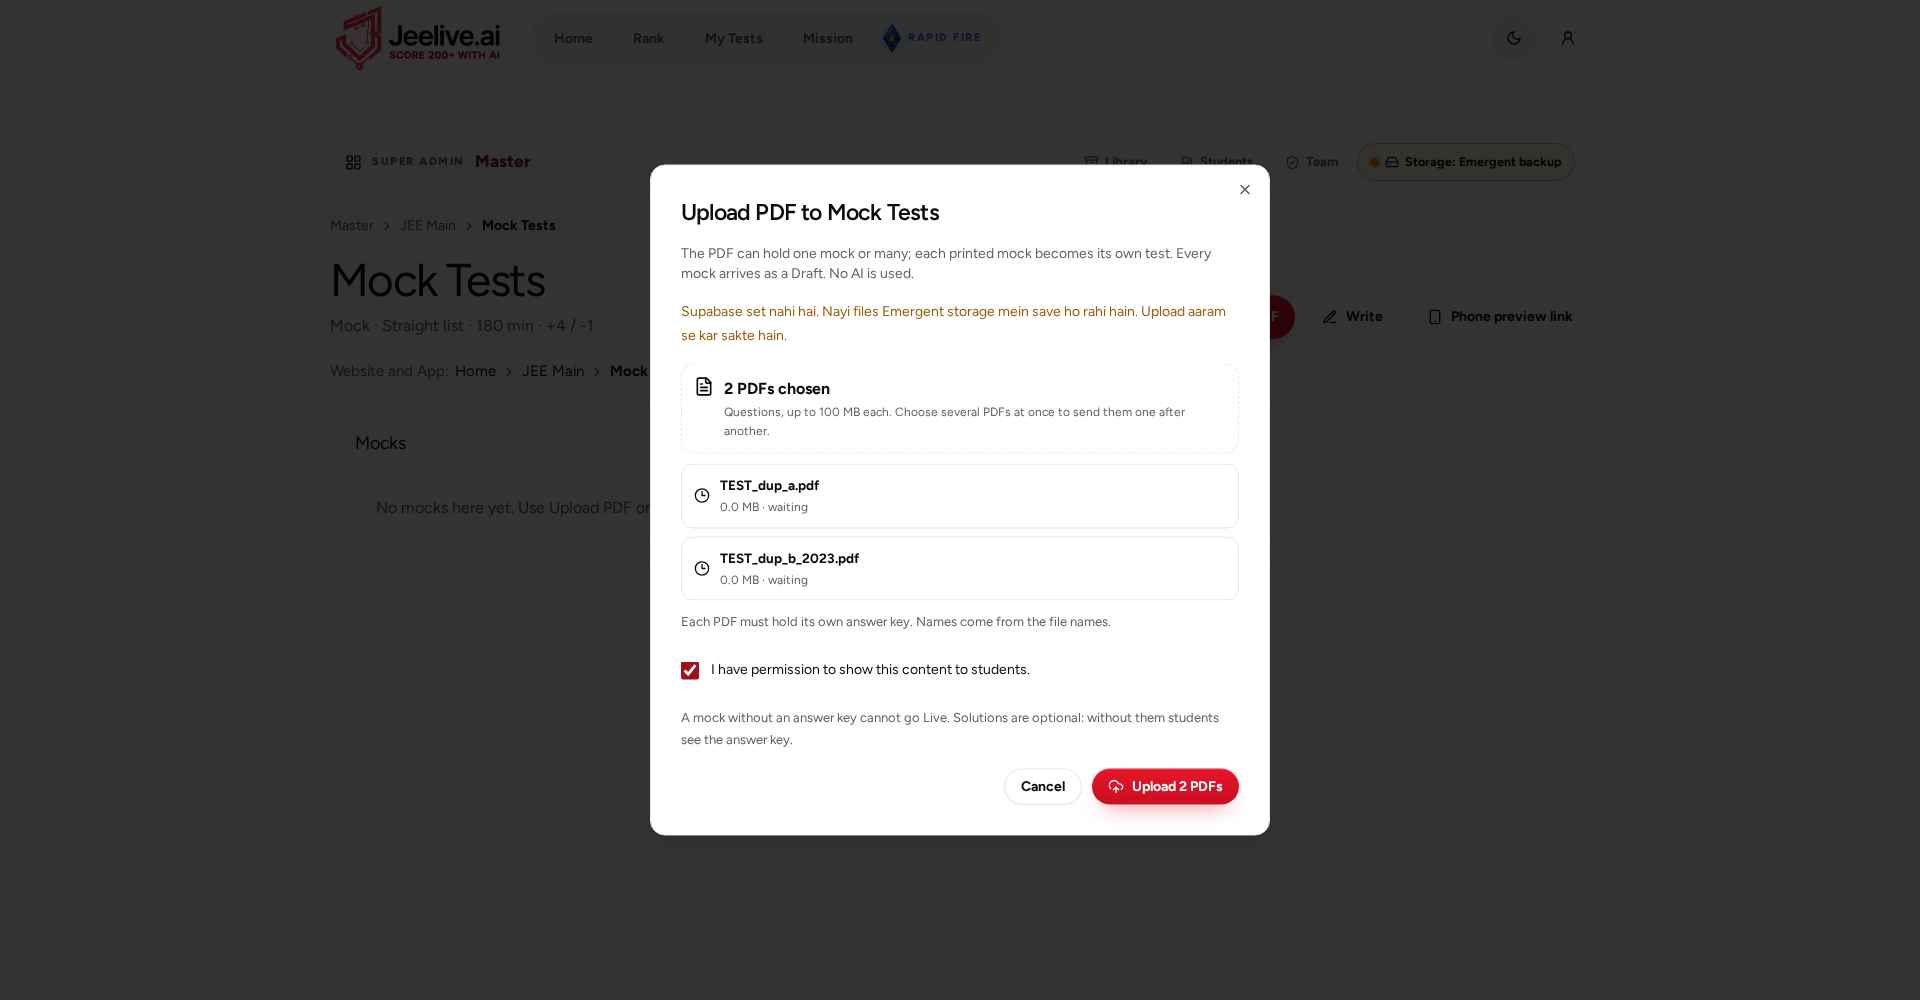 Jeelive.ai
SCORE 200+ WITH AI
Home
Rank
My Tests
Mission
RAPID FIRE
SUPER ADMIN
Master
Library
Students
Team
Storage: Emergent backup
Master > JEE Main > Mock Tests
Mock Tests
Mock · Straight list · 180 min · +4 / -1
Write
Phone preview link
Website and App: Home > JEE Main > Mock
Mocks
No mocks here yet. Use Upload PDF or
Upload PDF to Mock Tests
The PDF can hold one mock or many; each printed mock becomes its own test. Every
mock arrives as a Draft. No AI is used.
Supabase set nahi hai. Nayi files Emergent storage mein save ho rahi hain. Upload aaram
se kar sakte hain.
2 PDFs chosen
Questions, up to 100 MB each. Choose several PDFs at once to send them one after
another.
TEST_dup_a.pdf
0.0 MB · waiting
TEST_dup_b_2023.pdf
0.0 MB · waiting
Each PDF must hold its own answer key. Names come from the file names.
I have permission to show this content to students.
A mock without an answer key cannot go Live. Solutions are optional: without them students
see the answer key.
Cancel
Upload 2 PDFs